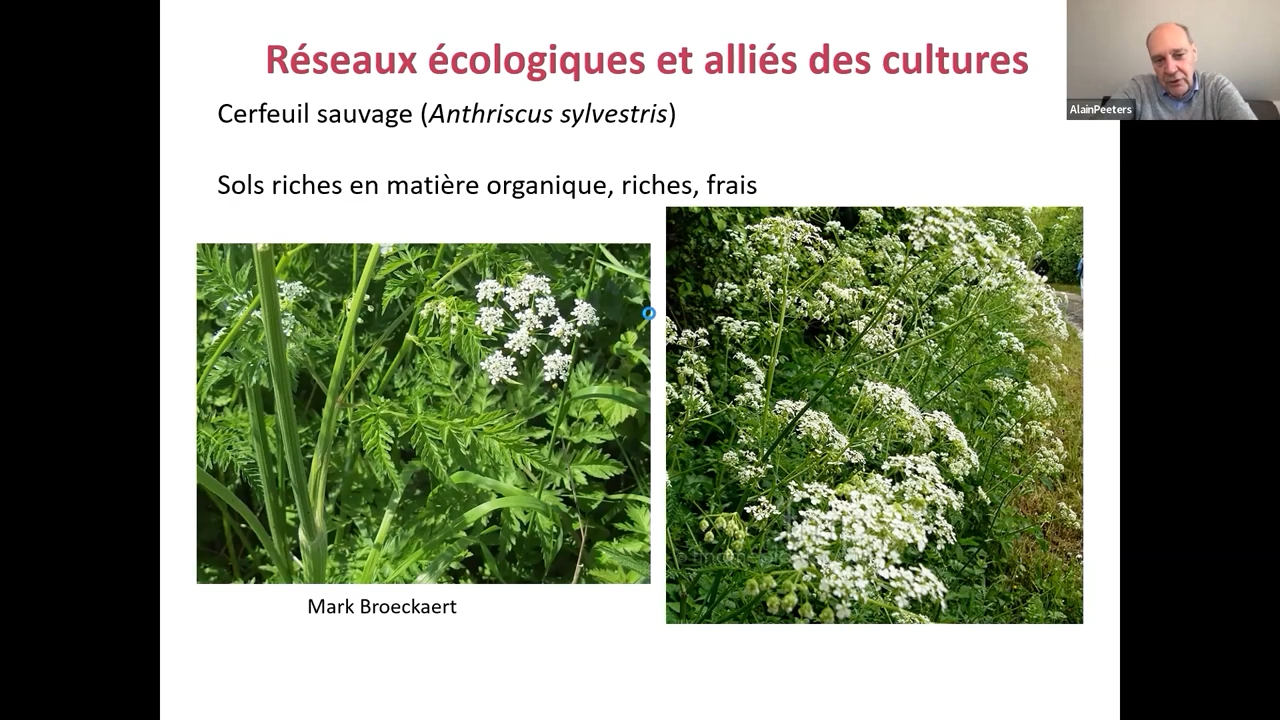 Réseaux écologiques et alliés des cultures
AlainPeeters
Cerfeuil sauvage (Anthriscus sylvestris)
Sols riches en matière organique, riches, frais
Mark Broeckaert